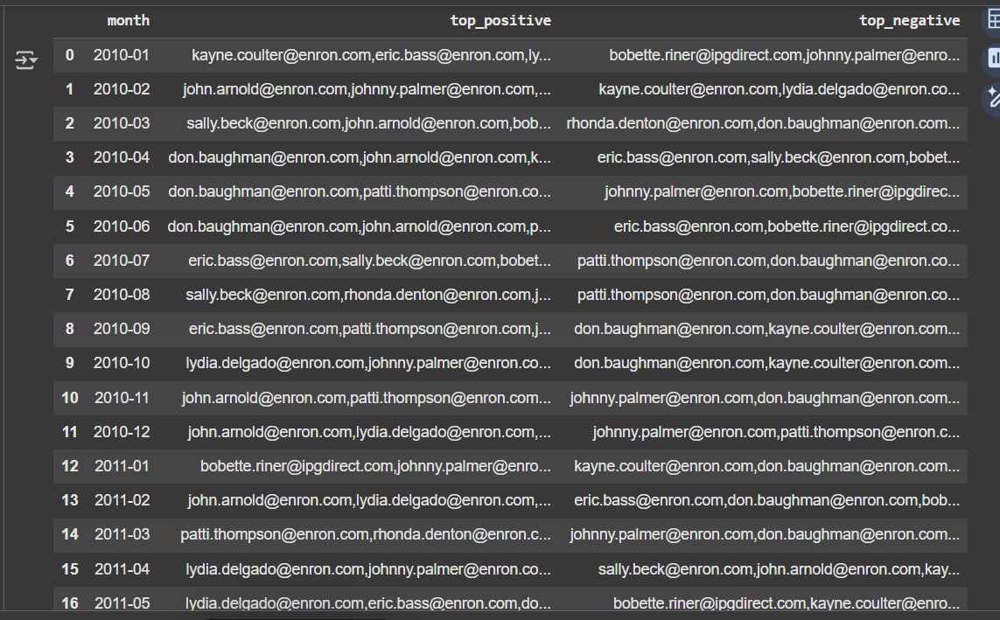 month top_positive top_negative
0 2010-01 kayne.coulter@enron.com,eric.bass@enron.com,ly... bobette.riner@ipgdirect.com,johnny.palmer@enro...
1 2010-02 john.arnold@enron.com,johnny.palmer@enron.com,... kayne.coulter@enron.com,lydia.delgado@enron.co...
2 2010-03 sally.beck@enron.com,john.arnold@enron.com,bob... rhonda.denton@enron.com,don.baughman@enron.com...
3 2010-04 don.baughman@enron.com,john.arnold@enron.com,k... eric.bass@enron.com,sally.beck@enron.com,bobet...
4 2010-05 don.baughman@enron.com,patti.thompson@enron.co... johnny.palmer@enron.com,bobette.riner@ipgdirec...
5 2010-06 don.baughman@enron.com,john.arnold@enron.com,p... eric.bass@enron.com,bobette.riner@ipgdirect.co...
6 2010-07 eric.bass@enron.com,sally.beck@enron.com,bobet... patti.thompson@enron.com,don.baughman@enron.co...
7 2010-08 sally.beck@enron.com,rhonda.denton@enron.com,j... patti.thompson@enron.com,don.baughman@enron.co...
8 2010-09 eric.bass@enron.com,patti.thompson@enron.com,j... don.baughman@enron.com,kayne.coulter@enron.com...
9 2010-10 lydia.delgado@enron.com,johnny.palmer@enron.co... don.baughman@enron.com,kayne.coulter@enron.com...
10 2010-11 john.arnold@enron.com,patti.thompson@enron.com... johnny.palmer@enron.com,don.baughman@enron.com...
11 2010-12 john.arnold@enron.com,lydia.delgado@enron.com,... johnny.palmer@enron.com,patti.thompson@enron.c...
12 2011-01 bobette.riner@ipgdirect.com,johnny.palmer@enro... kayne.coulter@enron.com,don.baughman@enron.com...
13 2011-02 john.arnold@enron.com,lydia.delgado@enron.com,... eric.bass@enron.com,don.baughman@enron.com,bob...
14 2011-03 patti.thompson@enron.com,rhonda.denton@enron.c... johnny.palmer@enron.com,don.baughman@enron.com...
15 2011-04 lydia.delgado@enron.com,johnny.palmer@enron.co... sally.beck@enron.com,john.arnold@enron.com,kay...
16 2011-05 lydia.delgado@enron.com,eric.bass@enron.com,do... bobette.riner@ipgdirect.com,kayne.coulter@enro...